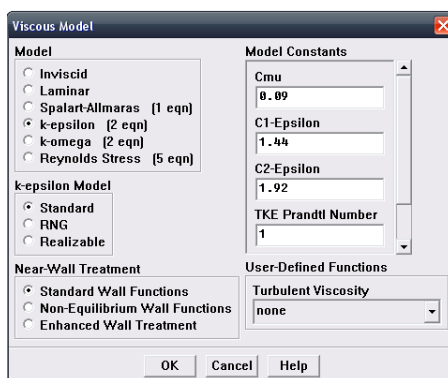 Viscous Model
Model
Inviscid
Laminar
Spalart-Allmaras (1 eqn)
k-epsilon (2 eqn)
k-omega (2 eqn)
Reynolds Stress (5 eqn)
k-epsilon Model
Standard
RNG
Realizable
Near-Wall Treatment
Standard Wall Functions
Non-Equilibrium Wall Functions
Enhanced Wall Treatment
Model Constants
Cmu
0.09
C1-Epsilon
1.44
C2-Epsilon
1.92
TKE Prandtl Number
1
User-Defined Functions
Turbulent Viscosity
none
OK Cancel Help